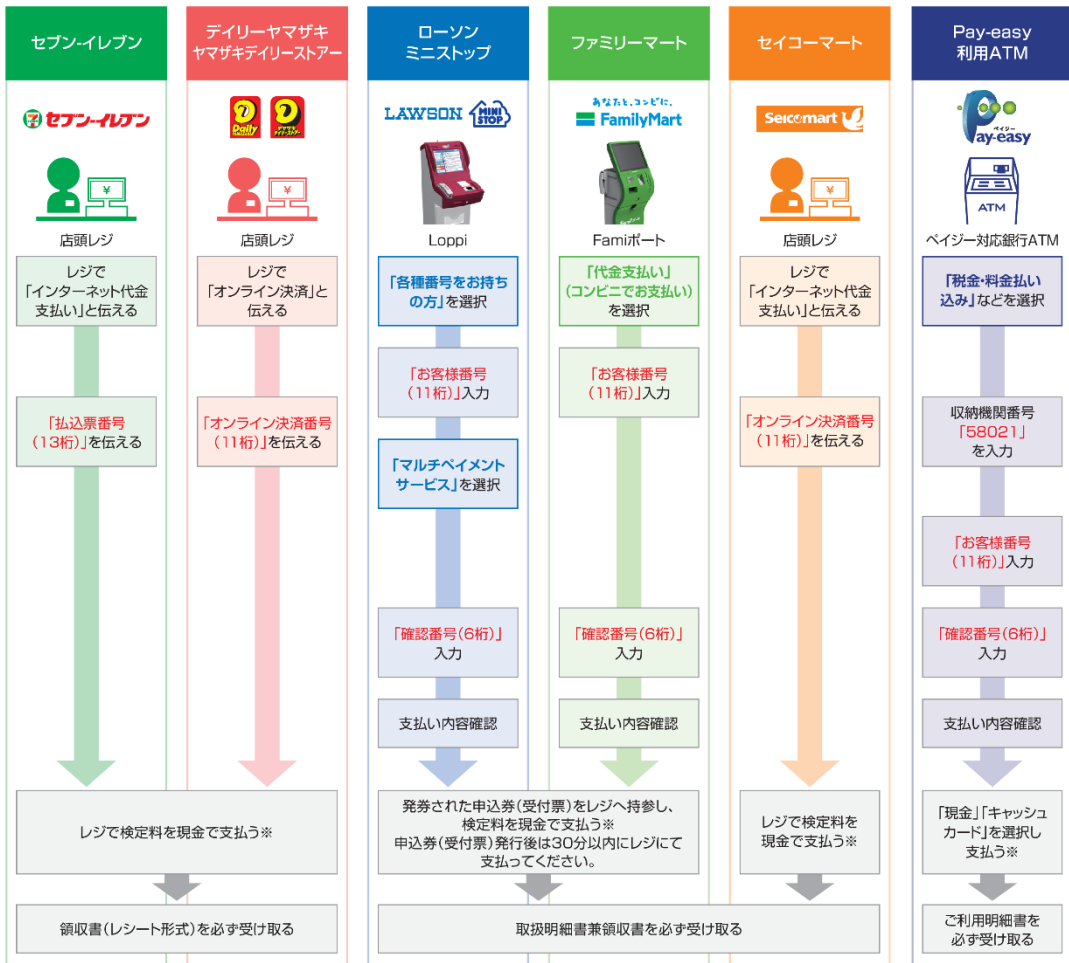 セブン-イレブン
セブン-イレブン
店頭レジ
レジで
「インターネット代金
支払い」と伝える
「払込票番号
(13桁)」を伝える
デイリーヤマザキ
ヤマザキデイリーストアー
Daily
ヤマザキ
デイリーストアー
店頭レジ
レジで
「オンライン決済」と
伝える
「オンライン決済番号
(11桁)」を伝える
レジで検定料を現金で支払う※
領収書(レシート形式)を必ず受け取る
ローソン
ミニストップ
LAWSON
MINI
STOP
Loppi
「各種番号をお持ち
の方」を選択
「お客様番号
(11桁)」入力
「マルチペイメント
サービス」を選択
「確認番号(6桁)」
入力
支払い内容確認
ファミリーマート
あなたと、コンビに、
FamilyMart
Famiポート
「代金支払い」
(コンビニでお支払い)
を選択
「お客様番号
(11桁)」入力
「確認番号(6桁)」
入力
支払い内容確認
発券された申込券(受付票)をレジへ持参し、
検定料を現金で支払う※
申込券(受付票)発行後は30分以内にレジにて
支払ってください。
セイコーマート
Seicomart
店頭レジ
レジで
「インターネット代金
支払い」と伝える
「オンライン決済番号
(11桁)」を伝える
レジで検定料を
現金で支払う※
取扱明細書兼領収書を必ず受け取る
Pay-easy
利用ATM
ペイジー
Pay-easy
ATM
ペイジー対応銀行ATM
「税金・料金払い
込み」などを選択
収納機関番号
「58021」
を入力
「お客様番号
(11桁)」入力
「確認番号(6桁)」
入力
支払い内容確認
「現金」「キャッシュ
カード」を選択し
支払う※
ご利用明細書を
必ず受け取る